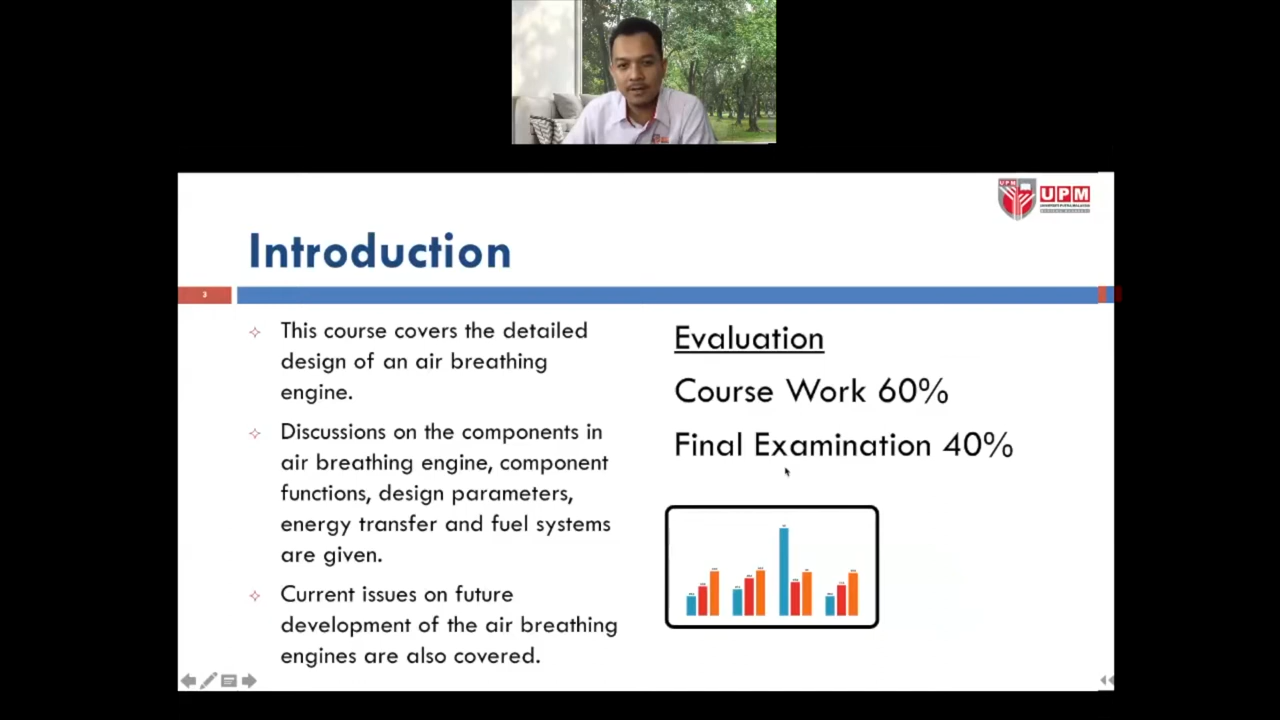 UPM
UPM
Introduction
3
This course covers the detailed
design of an air breathing
engine.
Discussions on the components in
air breathing engine, component
functions, design parameters,
energy transfer and fuel systems
are given.
Current issues on future
development of the air breathing
engines are also covered.
Evaluation
Course Work 60%
Final Examination 40%